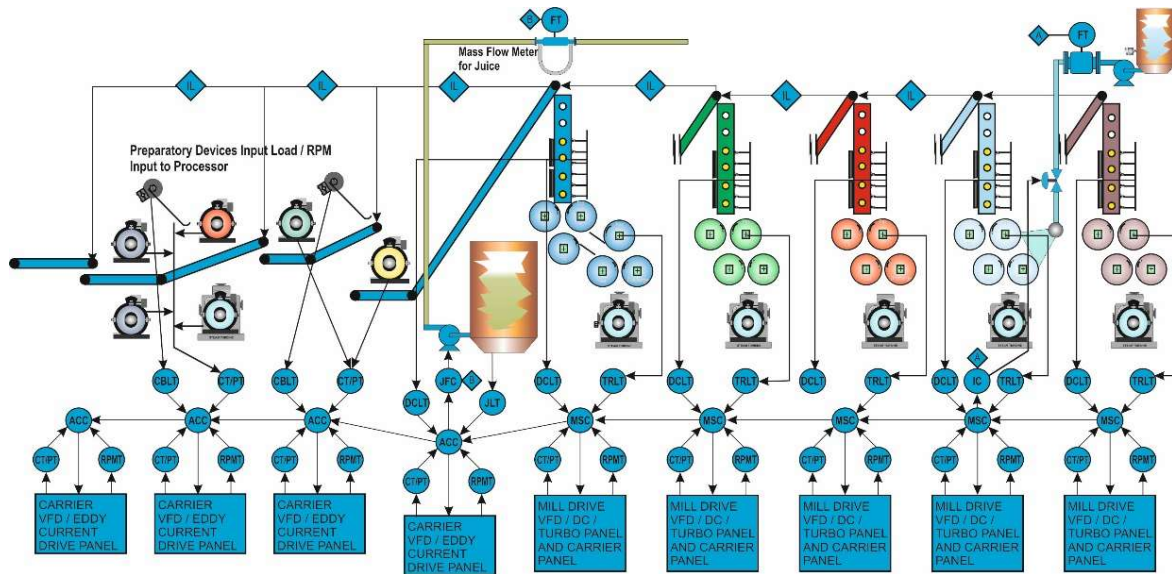 B
FT
Mass Flow Meter
for Juice
A
FT
IL
IL
IL
IL
IL
IL
Preparatory Devices Input Load / RPM
Input to Processor
CBLT
CT/PT
CBLT
CT/PT
DCLT
JFC
B
JLT
DCLT
TRLT
DCLT
TRLT
DCLT
TRLT
DCLT
IC
A
TRLT
DCLT
TRLT
ACC
ACC
ACC
ACC
MSC
MSC
MSC
MSC
MSC
CT/PT
RPMT
CT/PT
RPMT
CT/PT
RPMT
CT/PT
RPMT
CT/PT
RPMT
CT/PT
RPMT
CT/PT
RPMT
CT/PT
RPMT
CT/PT
RPMT
CARRIER
VFD / EDDY
CURRENT
DRIVE PANEL
CARRIER
VFD / EDDY
CURRENT
DRIVE PANEL
CARRIER
VFD / EDDY
CURRENT
DRIVE PANEL
CARRIER
VFD / EDDY
CURRENT
DRIVE PANEL
MILL DRIVE
VFD / DC /
TURBO PANEL
AND CARRIER
PANEL
MILL DRIVE
VFD / DC /
TURBO PANEL
AND CARRIER
PANEL
MILL DRIVE
VFD / DC /
TURBO PANEL
AND CARRIER
PANEL
MILL DRIVE
VFD / DC /
TURBO PANEL
AND CARRIER
PANEL
MILL DRIVE
VFD / DC /
TURBO PANEL
AND CARRIER
PANEL